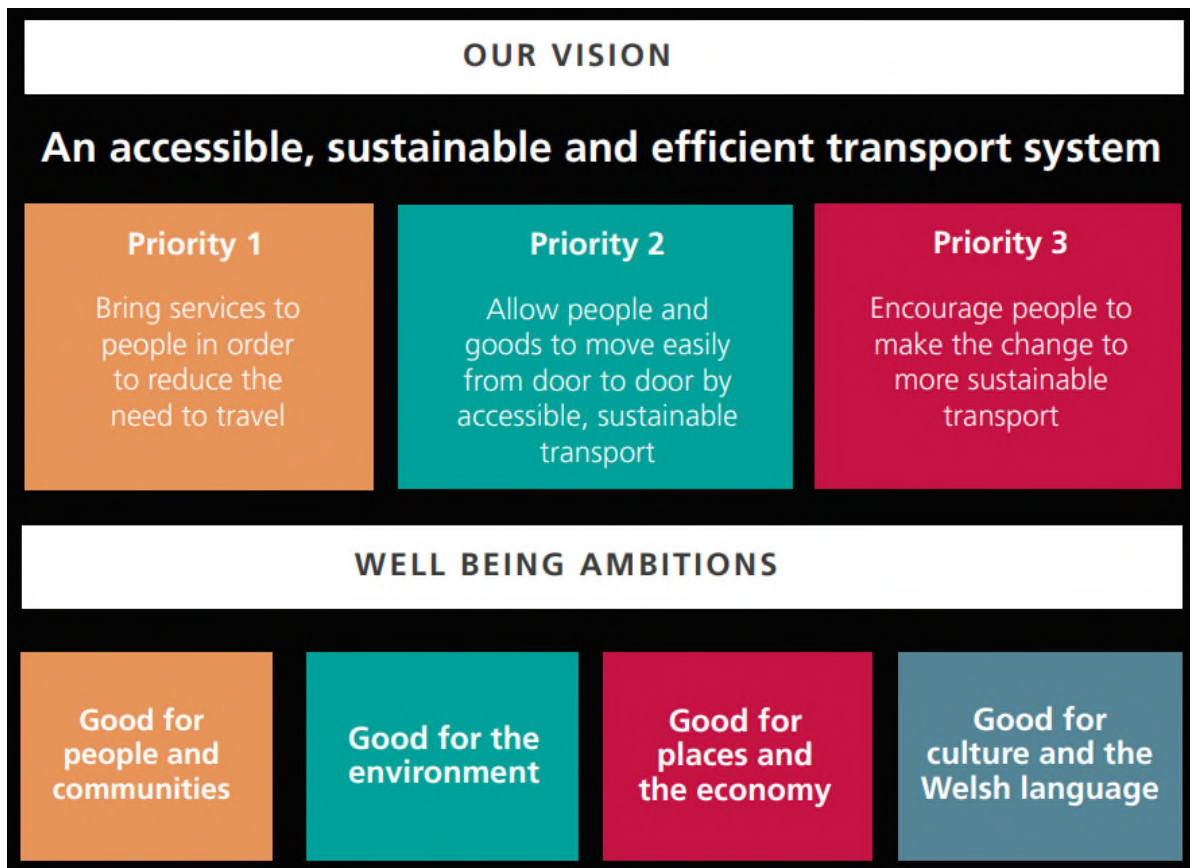 OUR VISION
An accessible, sustainable and efficient transport system
Priority 1
Bring services to
people in order
to reduce the
need to travel
Priority 2
Allow people and
goods to move easily
from door to door by
accessible, sustainable
transport
Priority 3
Encourage people to
make the change to
more sustainable
transport
WELL BEING AMBITIONS
Good for
people and
communities
Good for the
environment
Good for
places and
the economy
Good for
culture and the
Welsh language